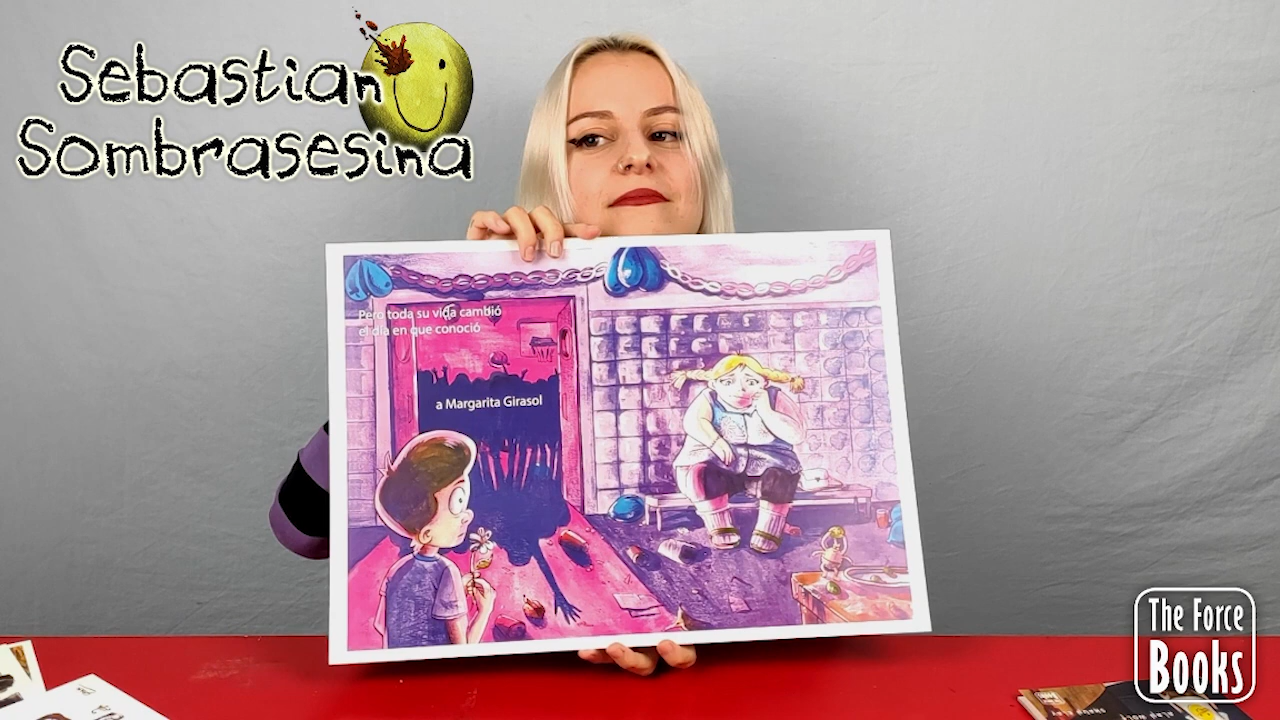 Sebastian
Sombrasesina
Pero toda su vida cambió
el día en que conoció
a Margarita Girasol
The Force
Books